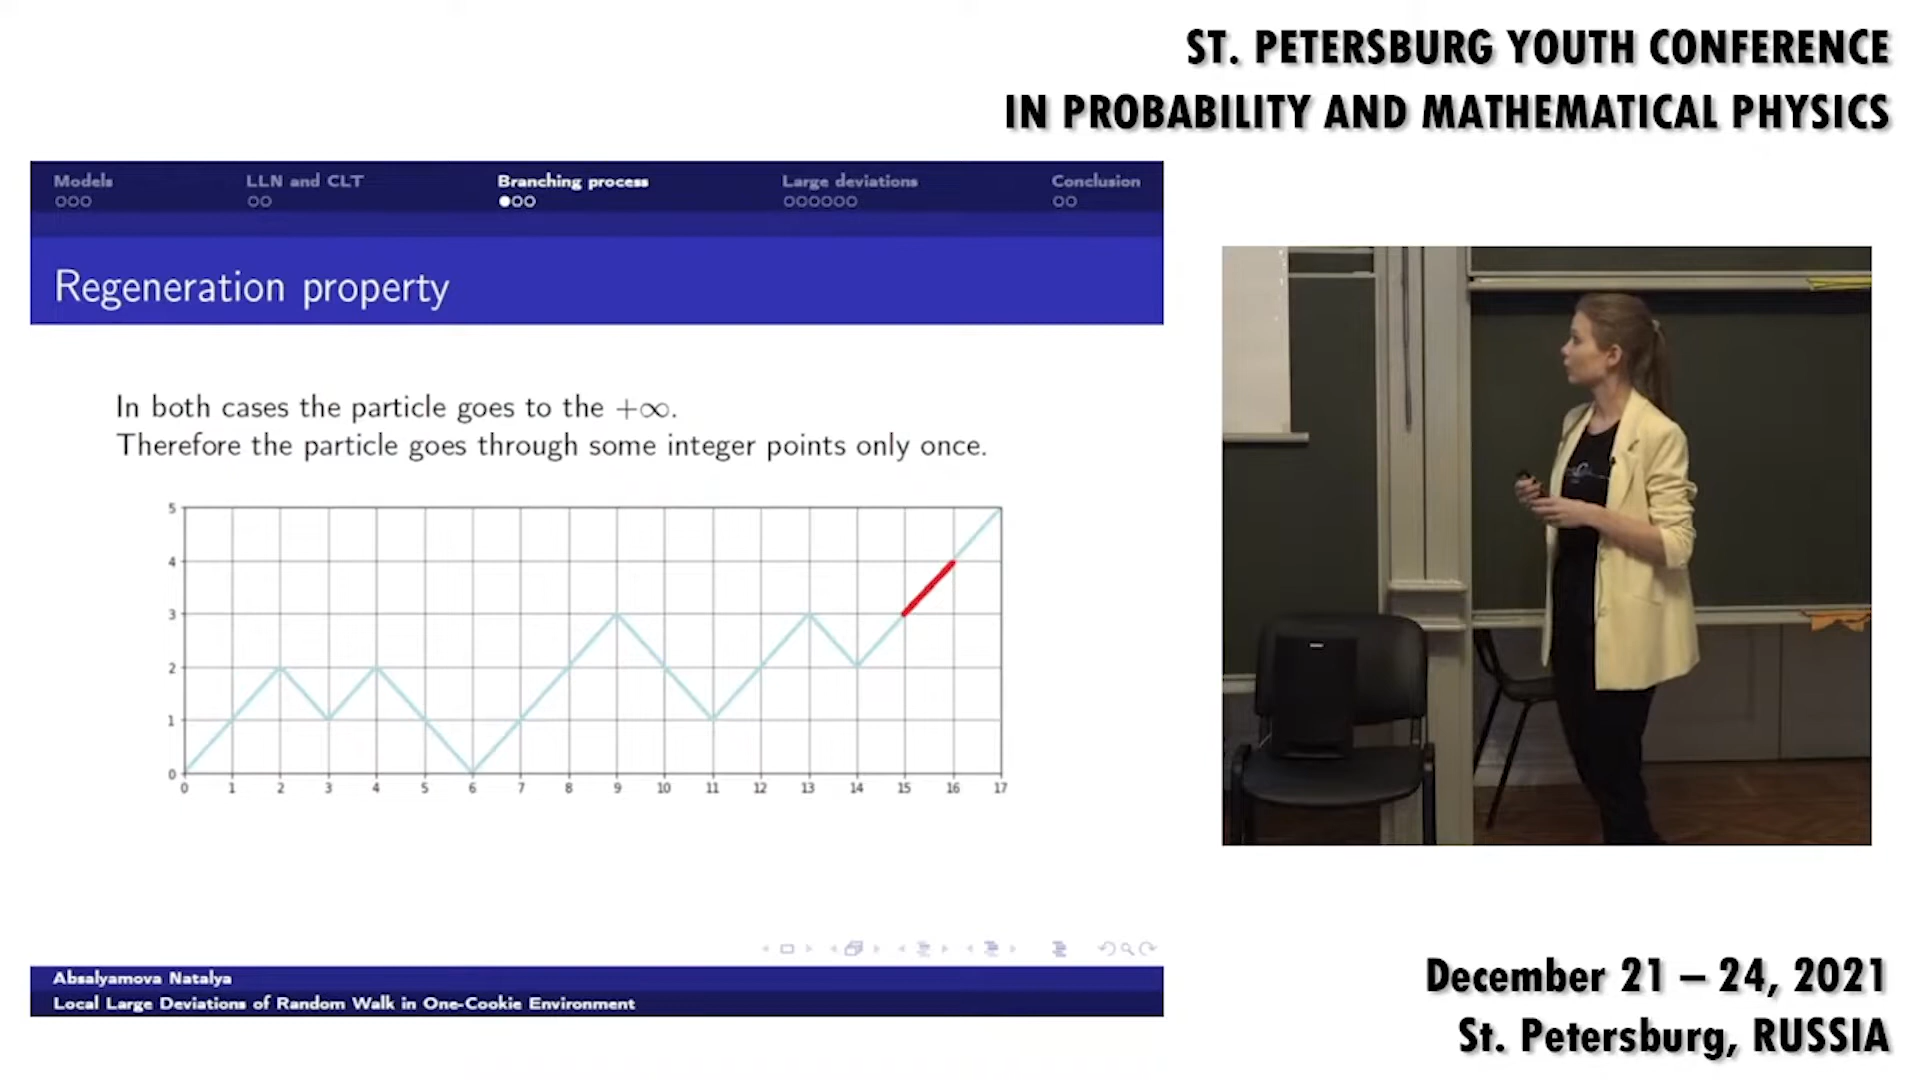 ST. PETERSBURG YOUTH CONFERENCE
IN PROBABILITY AND MATHEMATICAL PHYSICS
Models
LLN and CLT
Branching process
Large deviations
Conclusion
Regeneration property
In both cases the particle goes to the +∞.
Therefore the particle goes through some integer points only once.
5
4
3
2
1
0
0 1 2 3 4 5 6 7 8 9 10 11 12 13 14 15 16 17
Absalyamova Natalya
Local Large Deviations of Random Walk in One-Cookie Environment
December 21 – 24, 2021
St. Petersburg, RUSSIA